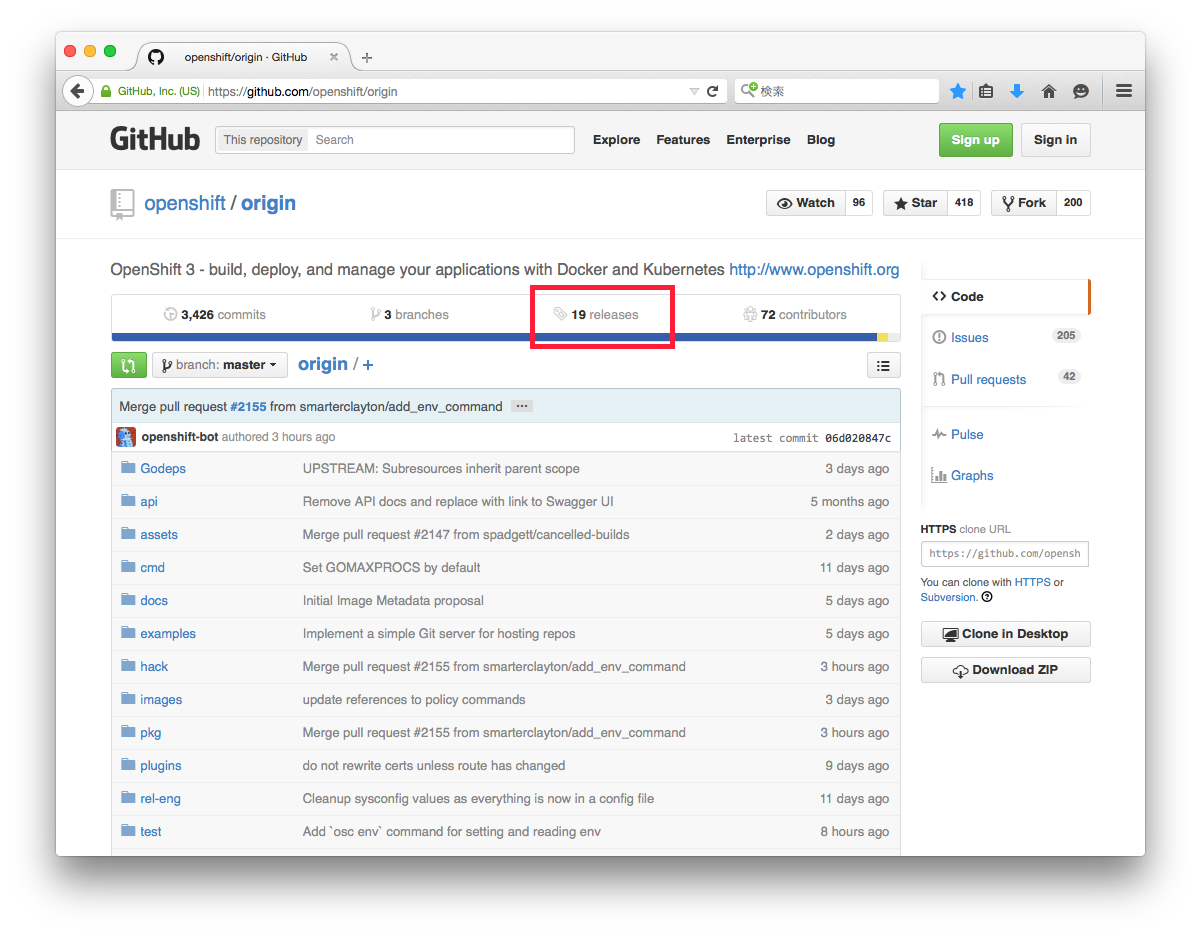 openshift/origin · GitHub
GitHub, Inc. (US) https://github.com/openshift/origin 検索
GitHub This repository Search Explore Features Enterprise Blog Sign up Sign in
openshift / origin Watch 96 Star 418 Fork 200
OpenShift 3 - build, deploy, and manage your applications with Docker and Kubernetes http://www.openshift.org
3,426 commits 3 branches 19 releases 72 contributors
branch: master origin / +
Merge pull request #2155 from smarterclayton/add_env_command ...
openshift-bot authored 3 hours ago latest commit 06d020847c
Godeps UPSTREAM: Subresources inherit parent scope 3 days ago
api Remove API docs and replace with link to Swagger UI 5 months ago
assets Merge pull request #2147 from spadgett/cancelled-builds 2 days ago
cmd Set GOMAXPROCS by default 11 days ago
docs Initial Image Metadata proposal 5 days ago
examples Implement a simple Git server for hosting repos 5 days ago
hack Merge pull request #2155 from smarterclayton/add_env_command 3 hours ago
images update references to policy commands 3 days ago
pkg Merge pull request #2155 from smarterclayton/add_env_command 3 hours ago
plugins do not rewrite certs unless route has changed 9 days ago
rel-eng Cleanup sysconfig values as everything is now in a config file 11 days ago
test Add `osc env` command for setting and reading env 8 hours ago
Code
Issues 205
Pull requests 42
Pulse
Graphs
HTTPS clone URL
https://github.com/opensh
You can clone with HTTPS or
Subversion.
Clone in Desktop
Download ZIP